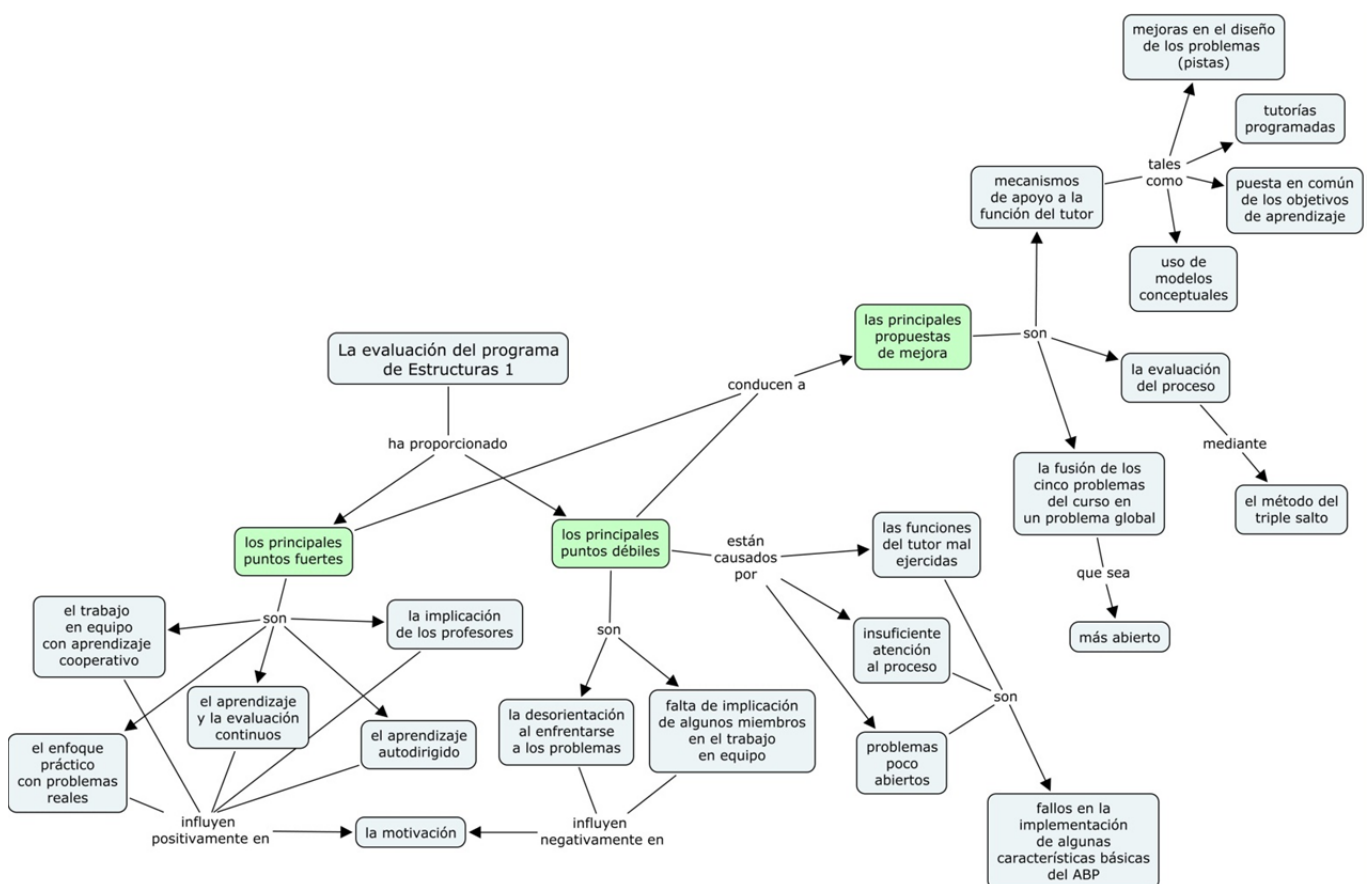 mejoras en el diseño
de los problemas
(pistas)
tutorías
programadas
tales
como
mecanismos
de apoyo a la
función del tutor
puesta en común
de los objetivos
de aprendizaje
uso de
modelos
conceptuales
las principales
propuestas
de mejora
son
La evaluación del programa
de Estructuras 1
conducen a
la evaluación
del proceso
ha proporcionado
mediante
la fusión de los
cinco problemas
del curso en
un problema global
el método del
triple salto
los principales
puntos fuertes
los principales
puntos débiles
están
causados
por
las funciones
del tutor mal
ejercidas
que sea
más abierto
el trabajo
en equipo
con aprendizaje
cooperativo
son
la implicación
de los profesores
son
insuficiente
atención
al proceso
son
el aprendizaje
y la evaluación
continuos
el aprendizaje
autodirigido
la desorientación
al enfrentarse
a los problemas
falta de implicación
de algunos miembros
en el trabajo
en equipo
el enfoque
práctico
con problemas
reales
problemas
poco
abiertos
influyen
positivamente en
la motivación
influyen
negativamente en
fallos en la
implementación
de algunas
características básicas
del ABP